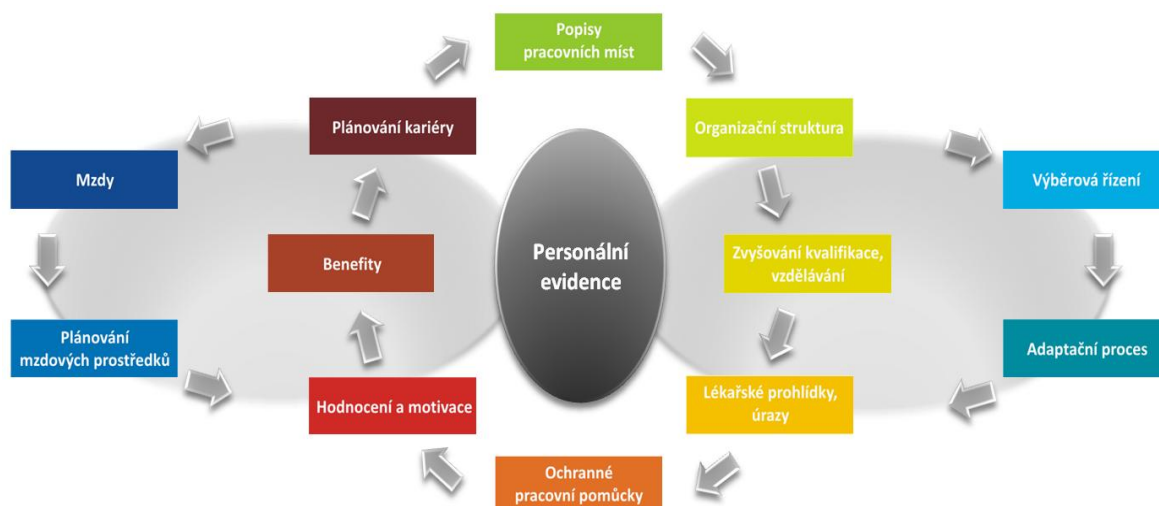 Popisy
pracovních míst
Plánování kariéry
Organizační struktura
Mzdy
Výběrová řízení
Benefity
Personální
evidence
Zvyšování kvalifikace,
vzdělávání
Plánování
mzdových prostředků
Adaptační proces
Hodnocení a motivace
Lékařské prohlídky,
úrazy
Ochranné
pracovní pomůcky